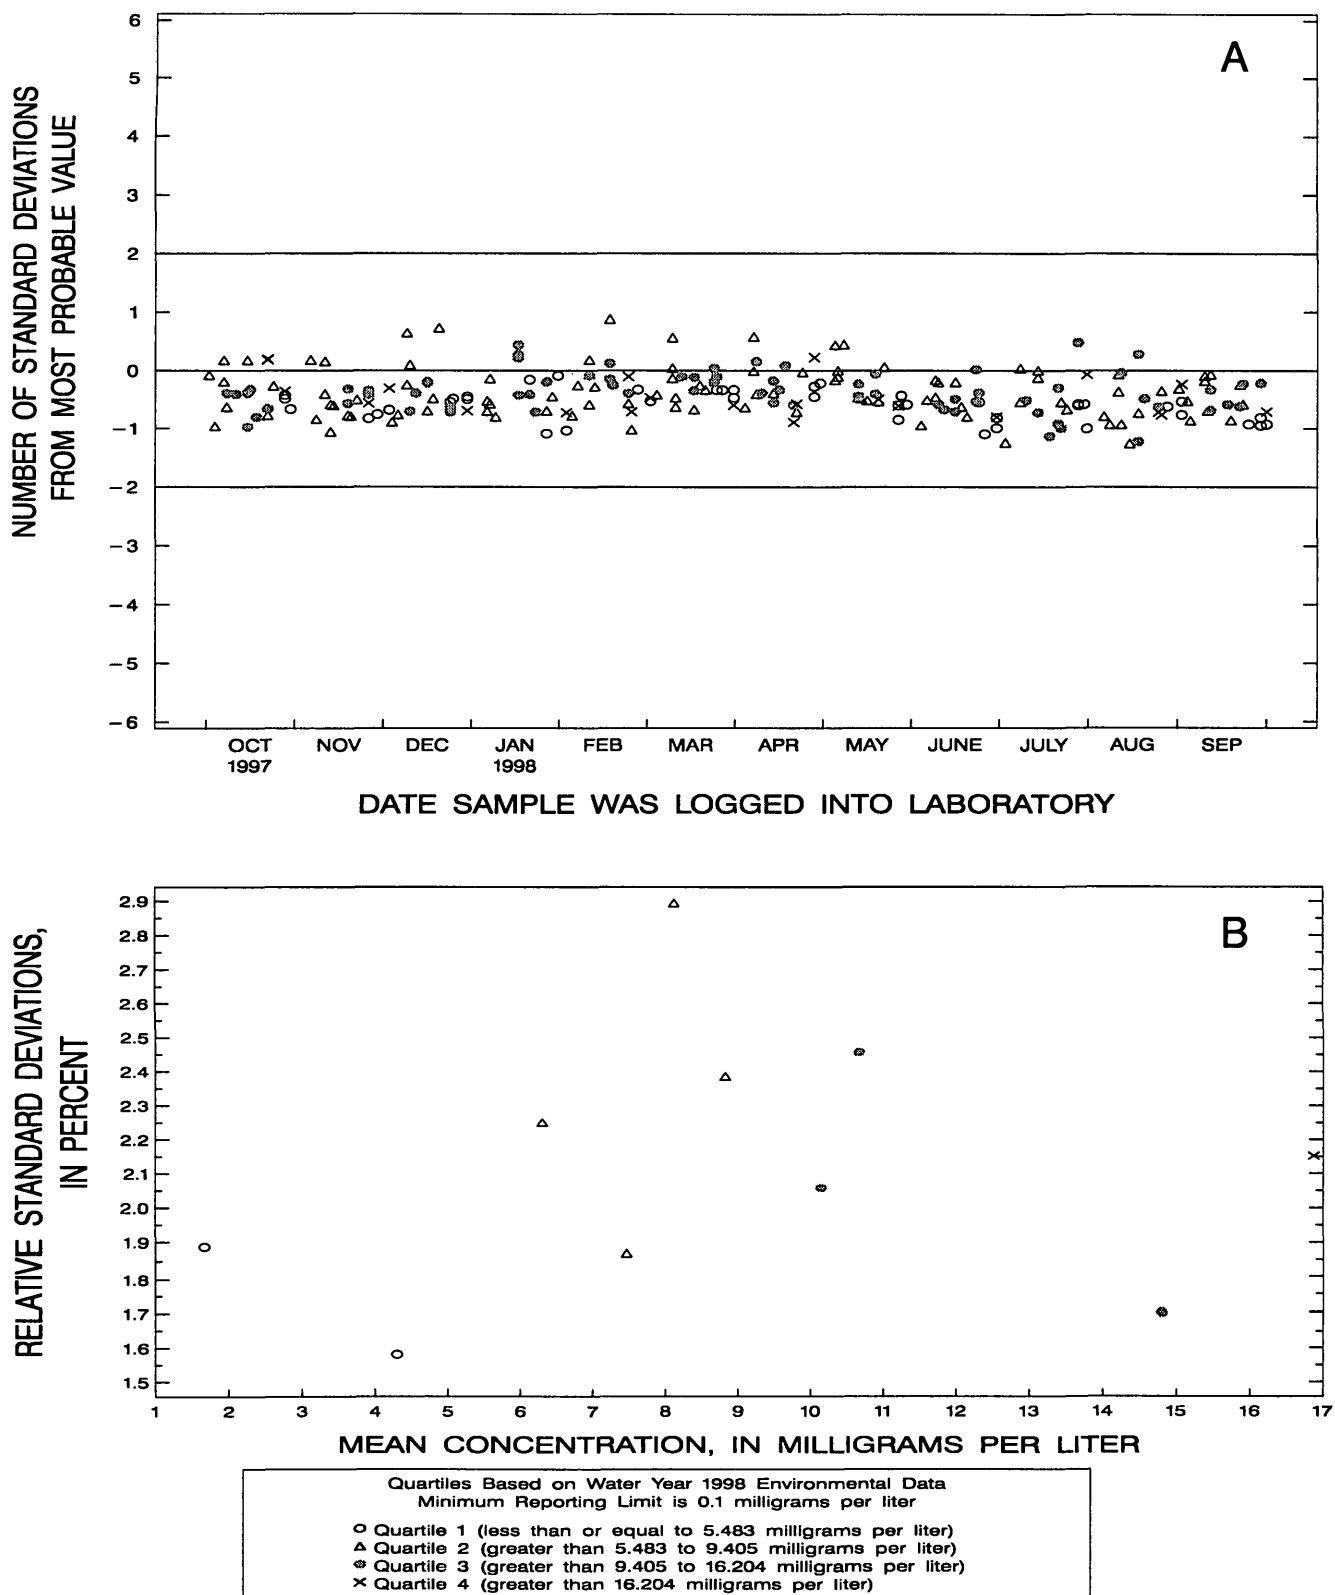 A
NUMBER OF STANDARD DEVIATIONS
FROM MOST PROBABLE VALUE
6
5
4
3
2
1
0
−1
−2
−3
−4
−5
−6
OCT NOV DEC JAN FEB MAR APR MAY JUNE JULY AUG SEP
1997 1998
DATE SAMPLE WAS LOGGED INTO LABORATORY
B
RELATIVE STANDARD DEVIATIONS,
IN PERCENT
2.9
2.8
2.7
2.6
2.5
2.4
2.3
2.2
2.1
2.0
1.9
1.8
1.7
1.6
1.5
1 2 3 4 5 6 7 8 9 10 11 12 13 14 15 16 17
MEAN CONCENTRATION, IN MILLIGRAMS PER LITER
Quartiles Based on Water Year 1998 Environmental Data
Minimum Reporting Limit is 0.1 milligrams per liter
Quartile 1 (less than or equal to 5.483 milligrams per liter)
Quartile 2 (greater than 5.483 to 9.405 milligrams per liter)
Quartile 3 (greater than 9.405 to 16.204 milligrams per liter)
Quartile 4 (greater than 16.204 milligrams per liter)